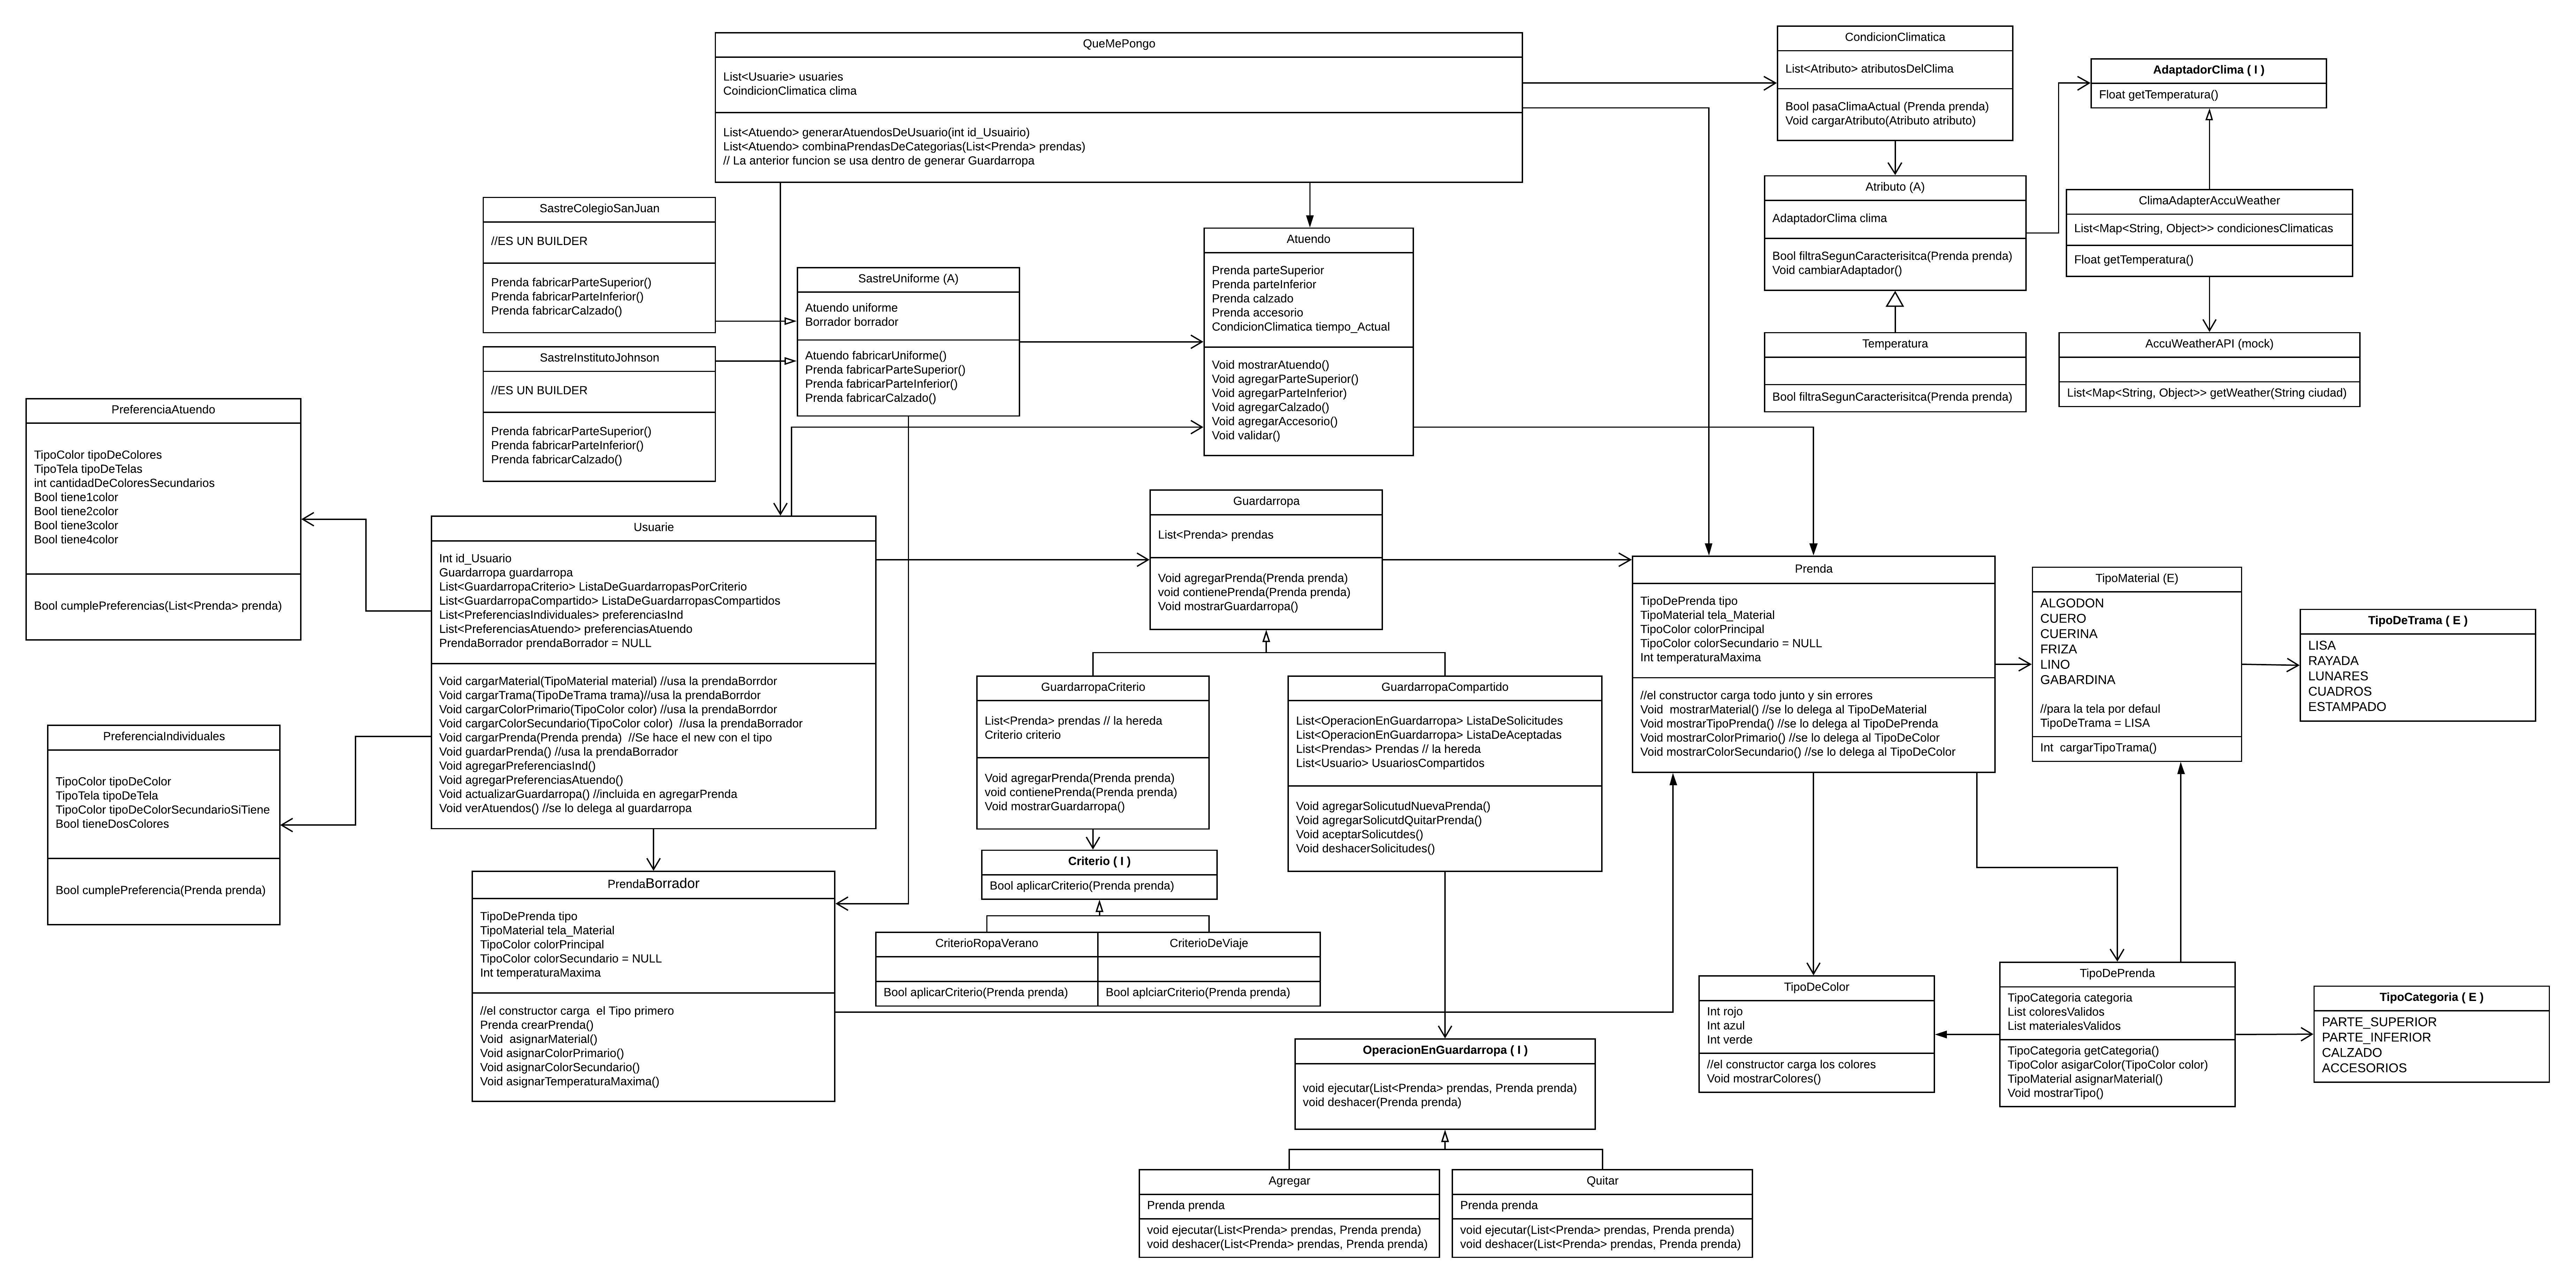 QueMePongo
List<Usuarie> usuaries
CoindicionClimatica clima
List<Atuendo> generarAtuendosDeUsuario(int id_Usuairio)
List<Atuendo> combinaPrendasDeCategorias(List<Prenda> prendas)
// La anterior funcion se usa dentro de generar Guardarropa
CondicionClimatica
List<Atributo> atributosDelClima
Bool pasaClimaActual (Prenda prenda)
Void cargarAtributo(Atributo atributo)
AdaptadorClima ( I )
Float getTemperatura()
Atributo (A)
AdaptadorClima clima
Bool filtraSegunCaracterisitca(Prenda prenda)
Void cambiarAdaptador()
ClimaAdapterAccuWeather
List<Map<String, Object>> condicionesClimaticas
Float getTemperatura()
Temperatura
Bool filtraSegunCaracterisitca(Prenda prenda)
AccuWeatherAPI (mock)
List<Map<String, Object>> getWeather(String ciudad)
SastreColegioSanJuan
//ES UN BUILDER
Prenda fabricarParteSuperior()
Prenda fabricarParteInferior()
Prenda fabricarCalzado()
SastreInstitutoJohnson
//ES UN BUILDER
Prenda fabricarParteSuperior()
Prenda fabricarParteInferior()
Prenda fabricarCalzado()
SastreUniforme (A)
Atuendo uniforme
Borrador borrador
Atuendo fabricarUniforme()
Prenda fabricarParteSuperior()
Prenda fabricarParteInferior()
Prenda fabricarCalzado()
Atuendo
Prenda parteSuperior
Prenda parteInferior
Prenda calzado
Prenda accesorio
CondicionClimatica tiempo_Actual
Void mostrarAtuendo()
Void agregarParteSuperior()
Void agregarParteInferior)
Void agregarCalzado()
Void agregarAccesorio()
Void validar()
PreferenciaAtuendo
TipoColor tipoDeColores
TipoTela tipoDeTelas
int cantidadDeColoresSecundarios
Bool tiene1color
Bool tiene2color
Bool tiene3color
Bool tiene4color
Bool cumplePreferencias(List<Prenda> prenda)
PreferenciaIndividuales
TipoColor tipoDeColor
TipoTela tipoDeTela
TipoColor tipoDeColorSecundarioSiTiene
Bool tieneDosColores
Bool cumplePreferencia(Prenda prenda)
Usuarie
Int id_Usuario
Guardarropa guardarropa
List<GuardarropaCriterio> ListaDeGuardarropasPorCriterio
List<GuardarropaCompartido> ListaDeGuardarropasCompartidos
List<PreferenciasIndividuales> preferenciasInd
List<PreferenciasAtuendo> preferenciasAtuendo
PrendaBorrador prendaBorrador = NULL
Void cargarMaterial(TipoMaterial material) //usa la prendaBorrdor
Void cargarTrama(TipoDeTrama trama)//usa la prendaBorrdor
Void cargarColorPrimario(TipoColor color) //usa la prendaBorrdor
Void cargarColorSecundario(TipoColor color)  //usa la prendaBorrador
Void cargarPrenda(Prenda prenda)  //Se hace el new con el tipo
Void guardarPrenda() //usa la prendaBorrador
Void agregarPreferenciasInd()
Void agregarPreferenciasAtuendo()
Void actualizarGuardarropa() //incluida en agregarPrenda
Void verAtuendos() //se lo delega al guardarropa
PrendaBorrador
TipoDePrenda tipo
TipoMaterial tela_Material
TipoColor colorPrincipal
TipoColor colorSecundario = NULL
Int temperaturaMaxima
//el constructor carga  el Tipo primero
Prenda crearPrenda()
Void  asignarMaterial()
Void asignarColorPrimario()
Void asignarColorSecundario()
Void asignarTemperaturaMaxima()
Guardarropa
List<Prenda> prendas
Void agregarPrenda(Prenda prenda)
void contienePrenda(Prenda prenda)
Void mostrarGuardarropa()
GuardarropaCriterio
List<Prenda> prendas // la hereda
Criterio criterio
Void agregarPrenda(Prenda prenda)
void contienePrenda(Prenda prenda)
Void mostrarGuardarropa()
GuardarropaCompartido
List<OperacionEnGuardarropa> ListaDeSolicitudes
List<OperacionEnGuardarropa> ListaDeAceptadas
List<Prendas> Prendas // la hereda
List<Usuario> UsuariosCompartidos
Void agregarSolicutudNuevaPrenda()
Void agregarSolicutdQuitarPrenda()
Void aceptarSolicutdes()
Void deshacerSolicitudes()
Criterio ( I )
Bool aplicarCriterio(Prenda prenda)
CriterioRopaVerano
Bool aplicarCriterio(Prenda prenda)
CriterioDeViaje
Bool aplciarCriterio(Prenda prenda)
OperacionEnGuardarropa ( I )
void ejecutar(List<Prenda> prendas, Prenda prenda)
void deshacer(Prenda prenda)
Agregar
Prenda prenda
void ejecutar(List<Prenda> prendas, Prenda prenda)
void deshacer(List<Prenda> prendas, Prenda prenda)
Quitar
Prenda prenda
void ejecutar(List<Prenda> prendas, Prenda prenda)
void deshacer(List<Prenda> prendas, Prenda prenda)
Prenda
TipoDePrenda tipo
TipoMaterial tela_Material
TipoColor colorPrincipal
TipoColor colorSecundario = NULL
Int temperaturaMaxima
//el constructor carga todo junto y sin errores
Void  mostrarMaterial() //se lo delega al TipoDeMaterial
Void mostrarTipoPrenda() //se lo delega al TipoDePrenda
Void mostrarColorPrimario() //se lo delega al TipoDeColor
Void mostrarColorSecundario() //se lo delega al TipoDeColor
TipoMaterial (E)
ALGODON
CUERO
CUERINA
FRIZA
LINO
GABARDINA
//para la tela por defaul
TipoDeTrama = LISA
Int  cargarTipoTrama()
TipoDeTrama ( E )
LISA
RAYADA
LUNARES
CUADROS
ESTAMPADO
TipoDeColor
Int rojo
Int azul
Int verde
//el constructor carga los colores
Void mostrarColores()
TipoDePrenda
TipoCategoria categoria
List coloresValidos
List materialesValidos
TipoCategoria getCategoria()
TipoColor asigarColor(TipoColor color)
TipoMaterial asignarMaterial()
Void mostrarTipo()
TipoCategoria ( E )
PARTE_SUPERIOR
PARTE_INFERIOR
CALZADO
ACCESORIOS